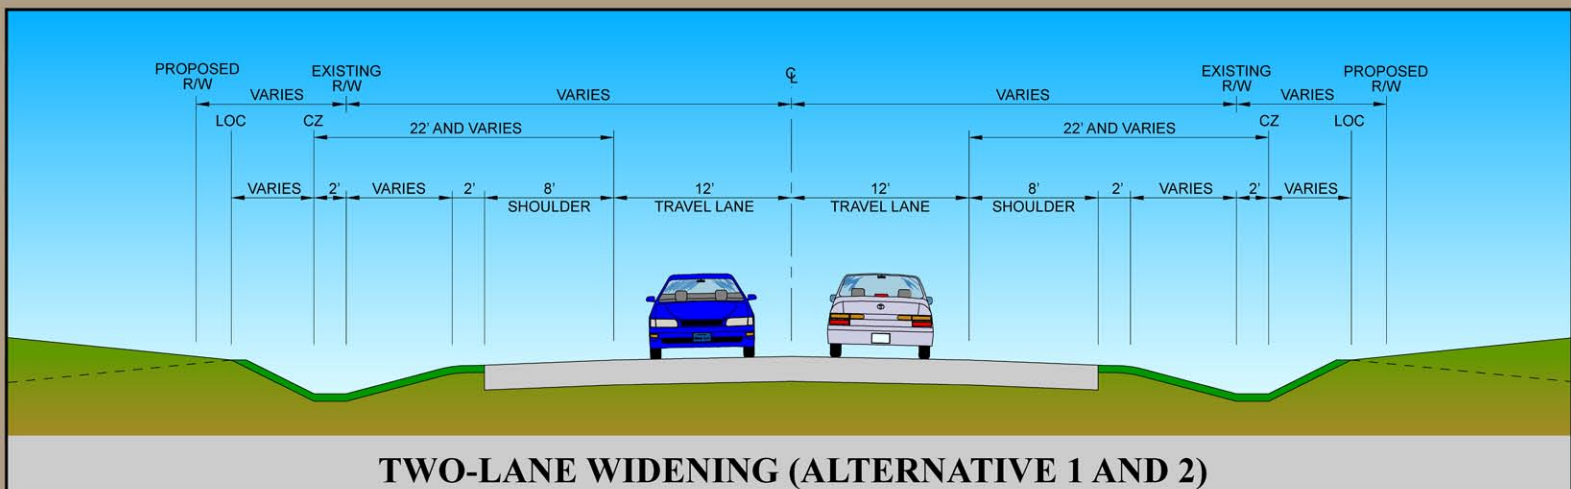 PROPOSED R/W
EXISTING R/W
℄
EXISTING R/W
PROPOSED R/W
VARIES
VARIES
VARIES
VARIES
LOC
CZ
22' AND VARIES
22' AND VARIES
CZ
LOC
VARIES
2'
VARIES
2'
8'
SHOULDER
12'
TRAVEL LANE
12'
TRAVEL LANE
8'
SHOULDER
2'
VARIES
2'
VARIES
TWO-LANE WIDENING (ALTERNATIVE 1 AND 2)